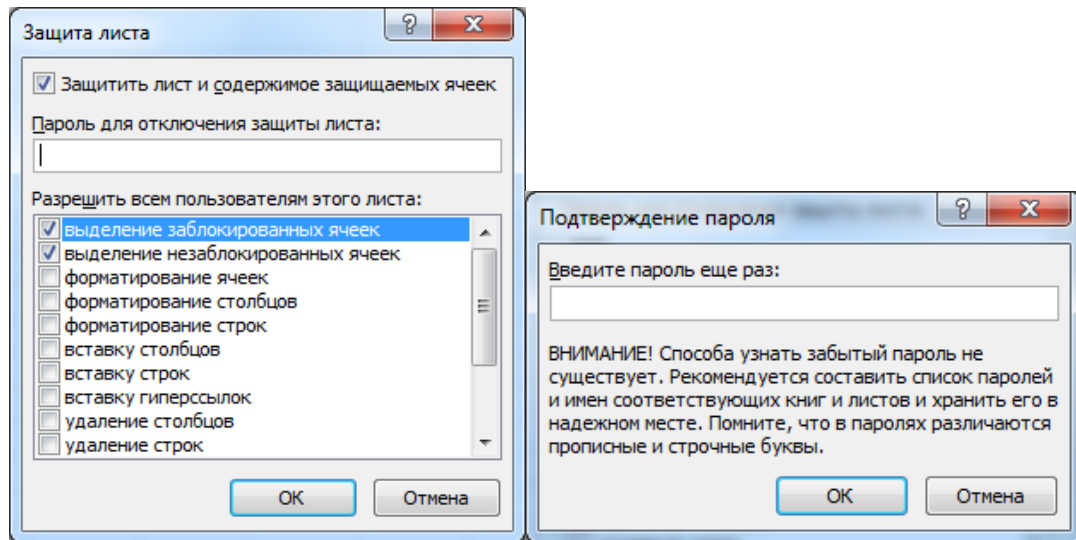 Защита листа
Защитить лист и содержимое защищаемых ячеек
Пароль для отключения защиты листа:
Разрешить всем пользователям этого листа:
выделение заблокированных ячеек
выделение незаблокированных ячеек
форматирование ячеек
форматирование столбцов
форматирование строк
вставку столбцов
вставку строк
вставку гиперссылок
удаление столбцов
удаление строк
ОК
Отмена
Подтверждение пароля
Введите пароль еще раз:
ВНИМАНИЕ! Способа узнать забытый пароль не
существует. Рекомендуется составить список паролей
и имен соответствующих книг и листов и хранить его в
надежном месте. Помните, что в паролях различаются
прописные и строчные буквы.
ОК
Отмена